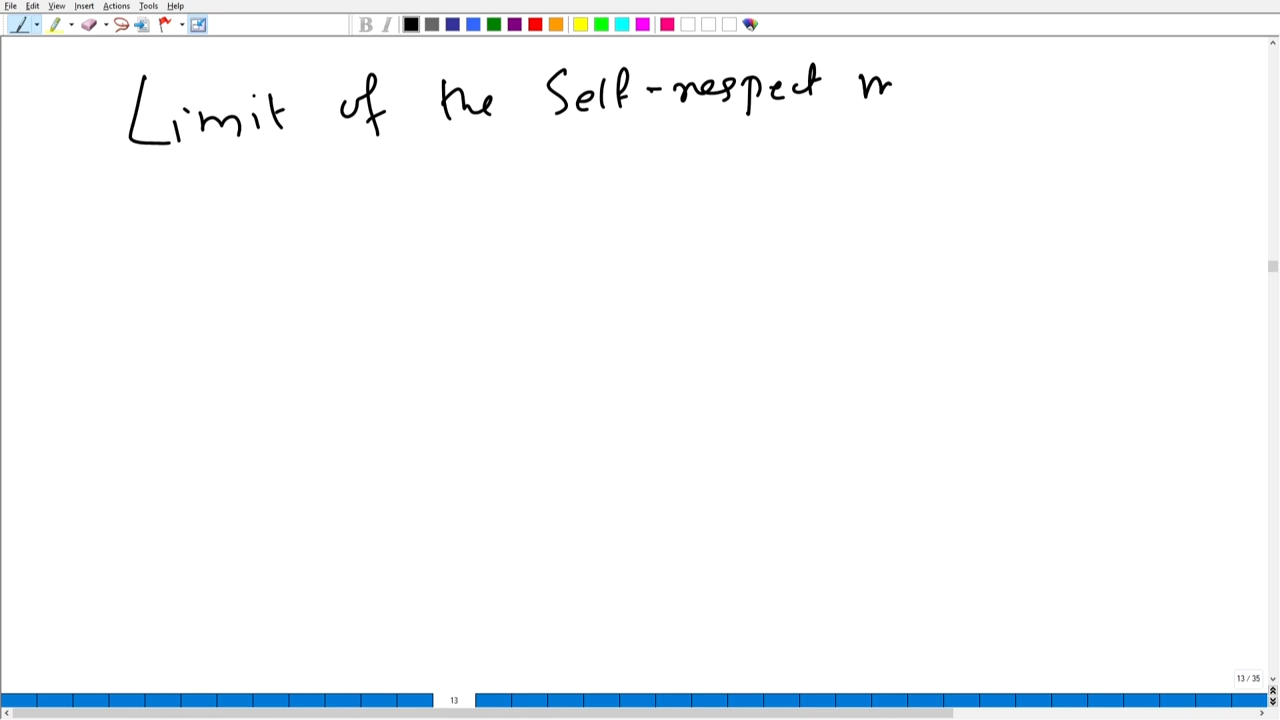 File Edit View Insert Actions Tools Help
B I
Limit of the Self-respect m
13 / 35
13